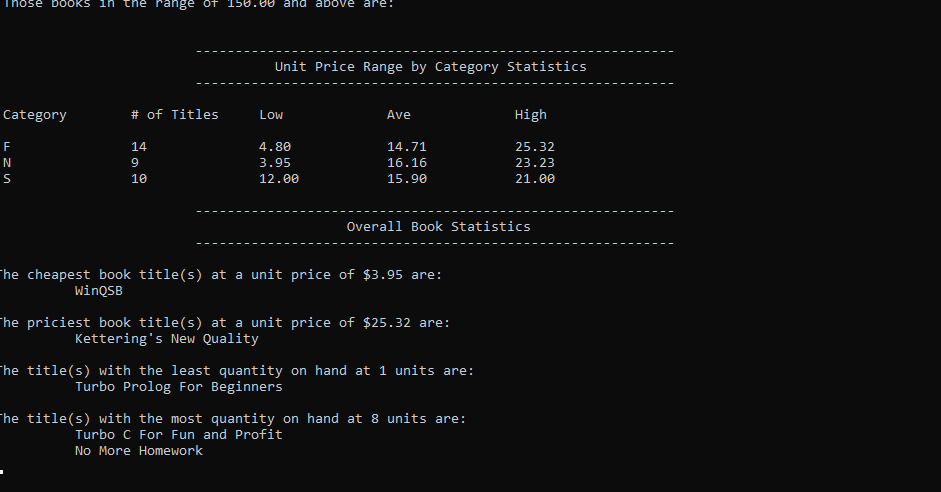 Those books in the range of 150.00 and above are:
------------------------------------------------------------
Unit Price Range by Category Statistics
------------------------------------------------------------
Category # of Titles Low Ave High
F 14 4.80 14.71 25.32
N 9 3.95 16.16 23.23
S 10 12.00 15.90 21.00
------------------------------------------------------------
Overall Book Statistics
------------------------------------------------------------
The cheapest book title(s) at a unit price of $3.95 are:
WinQSB
The priciest book title(s) at a unit price of $25.32 are:
Kettering's New Quality
The title(s) with the least quantity on hand at 1 units are:
Turbo Prolog For Beginners
The title(s) with the most quantity on hand at 8 units are:
Turbo C For Fun and Profit
No More Homework